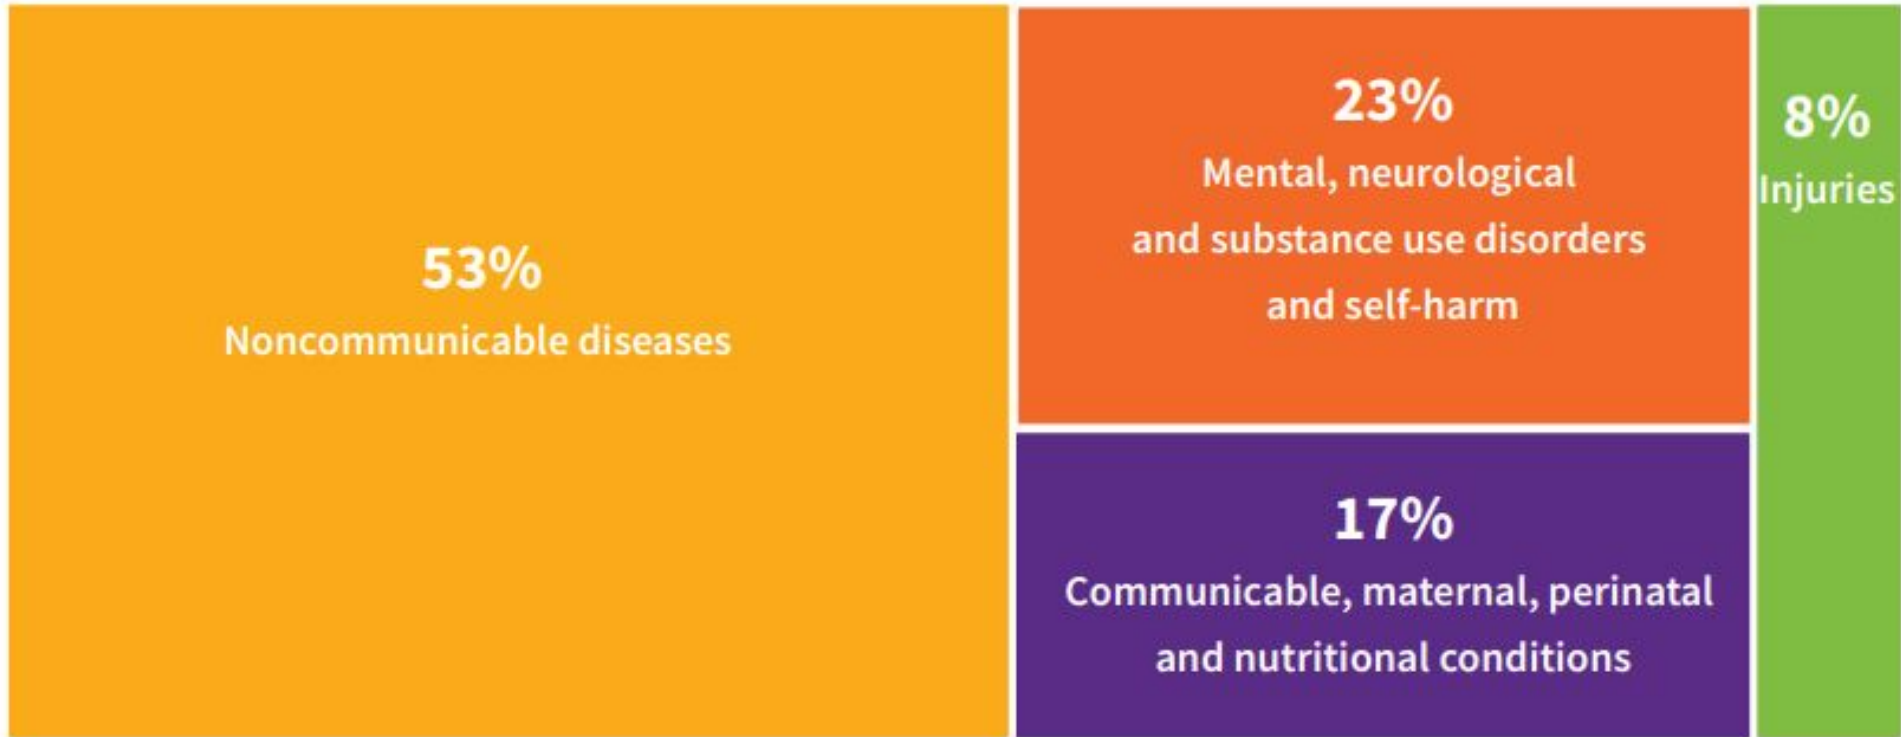 53%
Noncommunicable diseases
23%
Mental, neurological
and substance use disorders
and self-harm
17%
Communicable, maternal, perinatal
and nutritional conditions
8%
Injuries